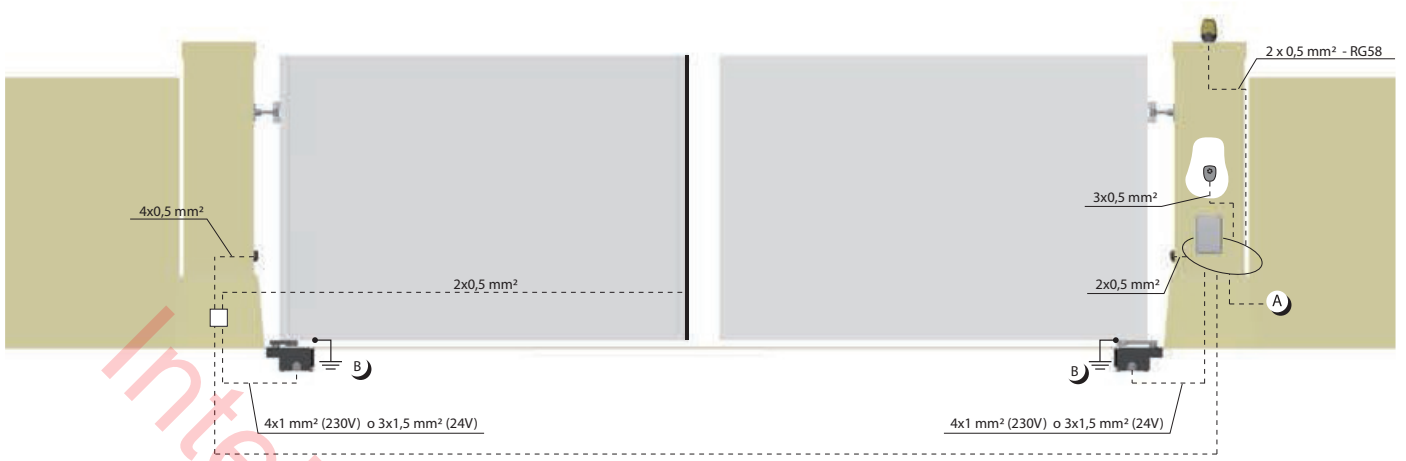 2 x 0,5 mm² - RG58
3x0,5 mm²
4x0,5 mm²
2x0,5 mm²
2x0,5 mm²
A
B
B
4x1 mm² (230V) o 3x1,5 mm² (24V)
4x1 mm² (230V) o 3x1,5 mm² (24V)
Inte